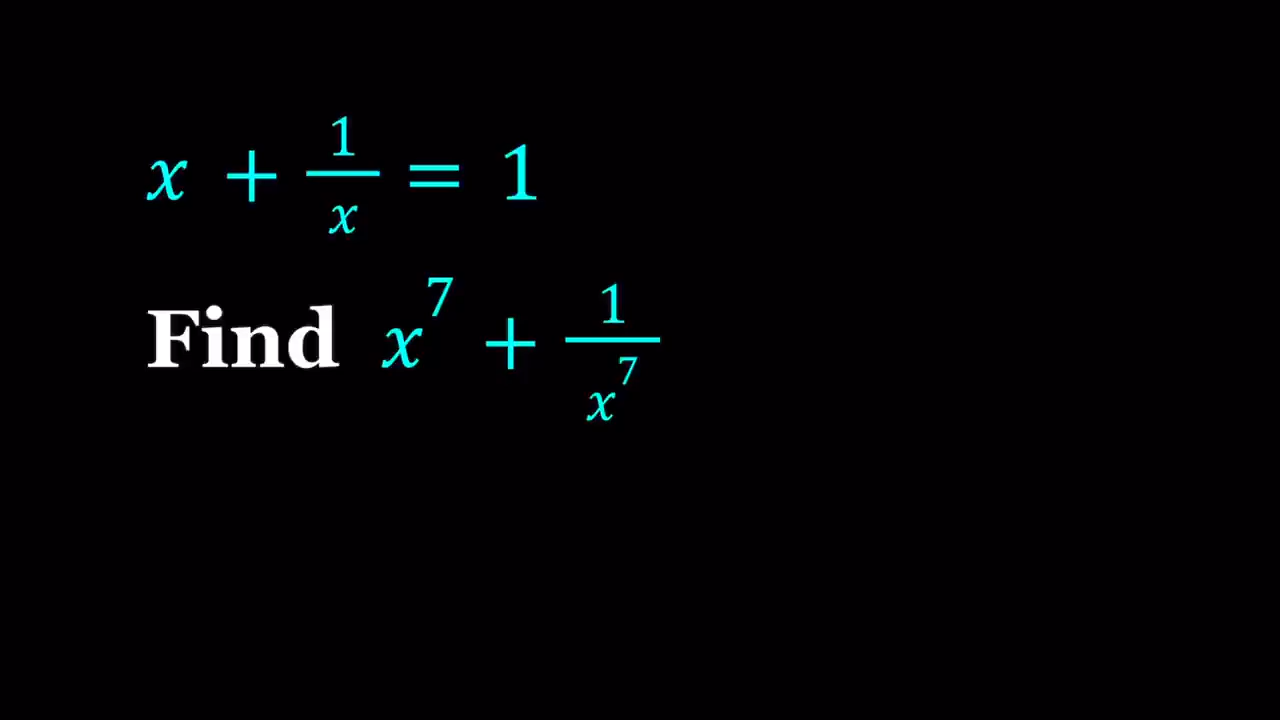 x + 1/x = 1
Find x^7 + 1/x^7